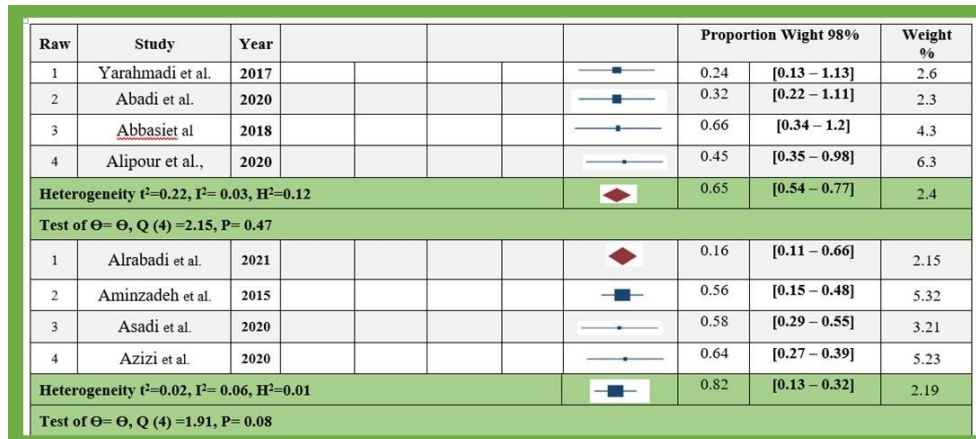 Raw Study Year Proportion Wight 98% Weight %
1 Yarahmadi et al. 2017 0.24 [0.13 – 1.13] 2.6
2 Abadi et al. 2020 0.32 [0.22 – 1.11] 2.3
3 Abbasiet al 2018 0.66 [0.34 – 1.2] 4.3
4 Alipour et al., 2020 0.45 [0.35 – 0.98] 6.3
Heterogeneity t²=0.22, I²= 0.03, H²=0.12 0.65 [0.54 – 0.77] 2.4
Test of Ɵ= Ɵ, Q (4) =2.15, P= 0.47
1 Alrabadi et al. 2021 0.16 [0.11 – 0.66] 2.15
2 Aminzadeh et al. 2015 0.56 [0.15 – 0.48] 5.32
3 Asadi et al. 2020 0.58 [0.29 – 0.55] 3.21
4 Azizi et al. 2020 0.64 [0.27 – 0.39] 5.23
Heterogeneity t²=0.02, I²= 0.06, H²=0.01 0.82 [0.13 – 0.32] 2.19
Test of Ɵ= Ɵ, Q (4) =1.91, P= 0.08